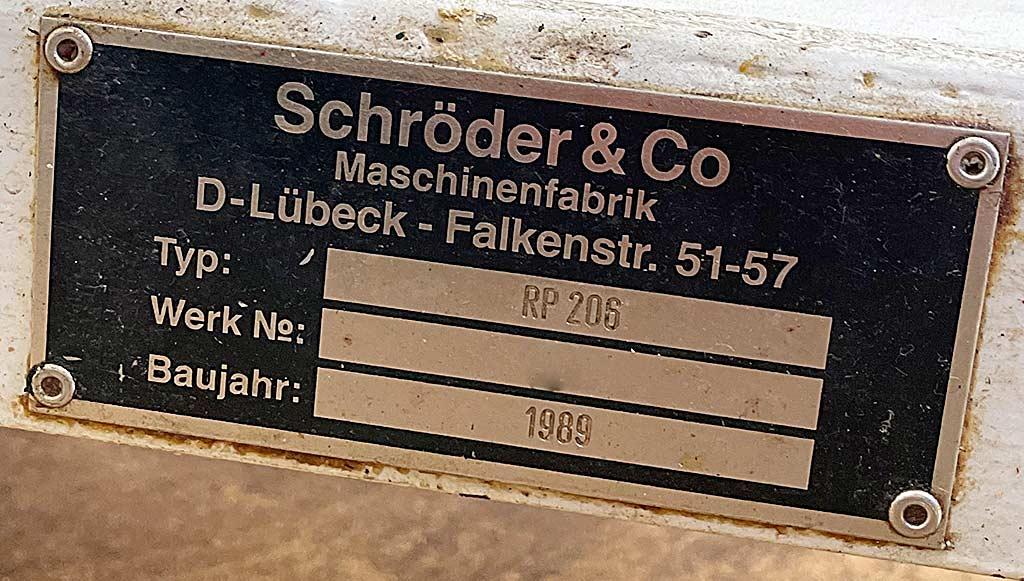 Schröder & Co
Maschinenfabrik
D-Lübeck - Falkenstr. 51-57
Typ: RP 206
Werk №:
Baujahr: 1989